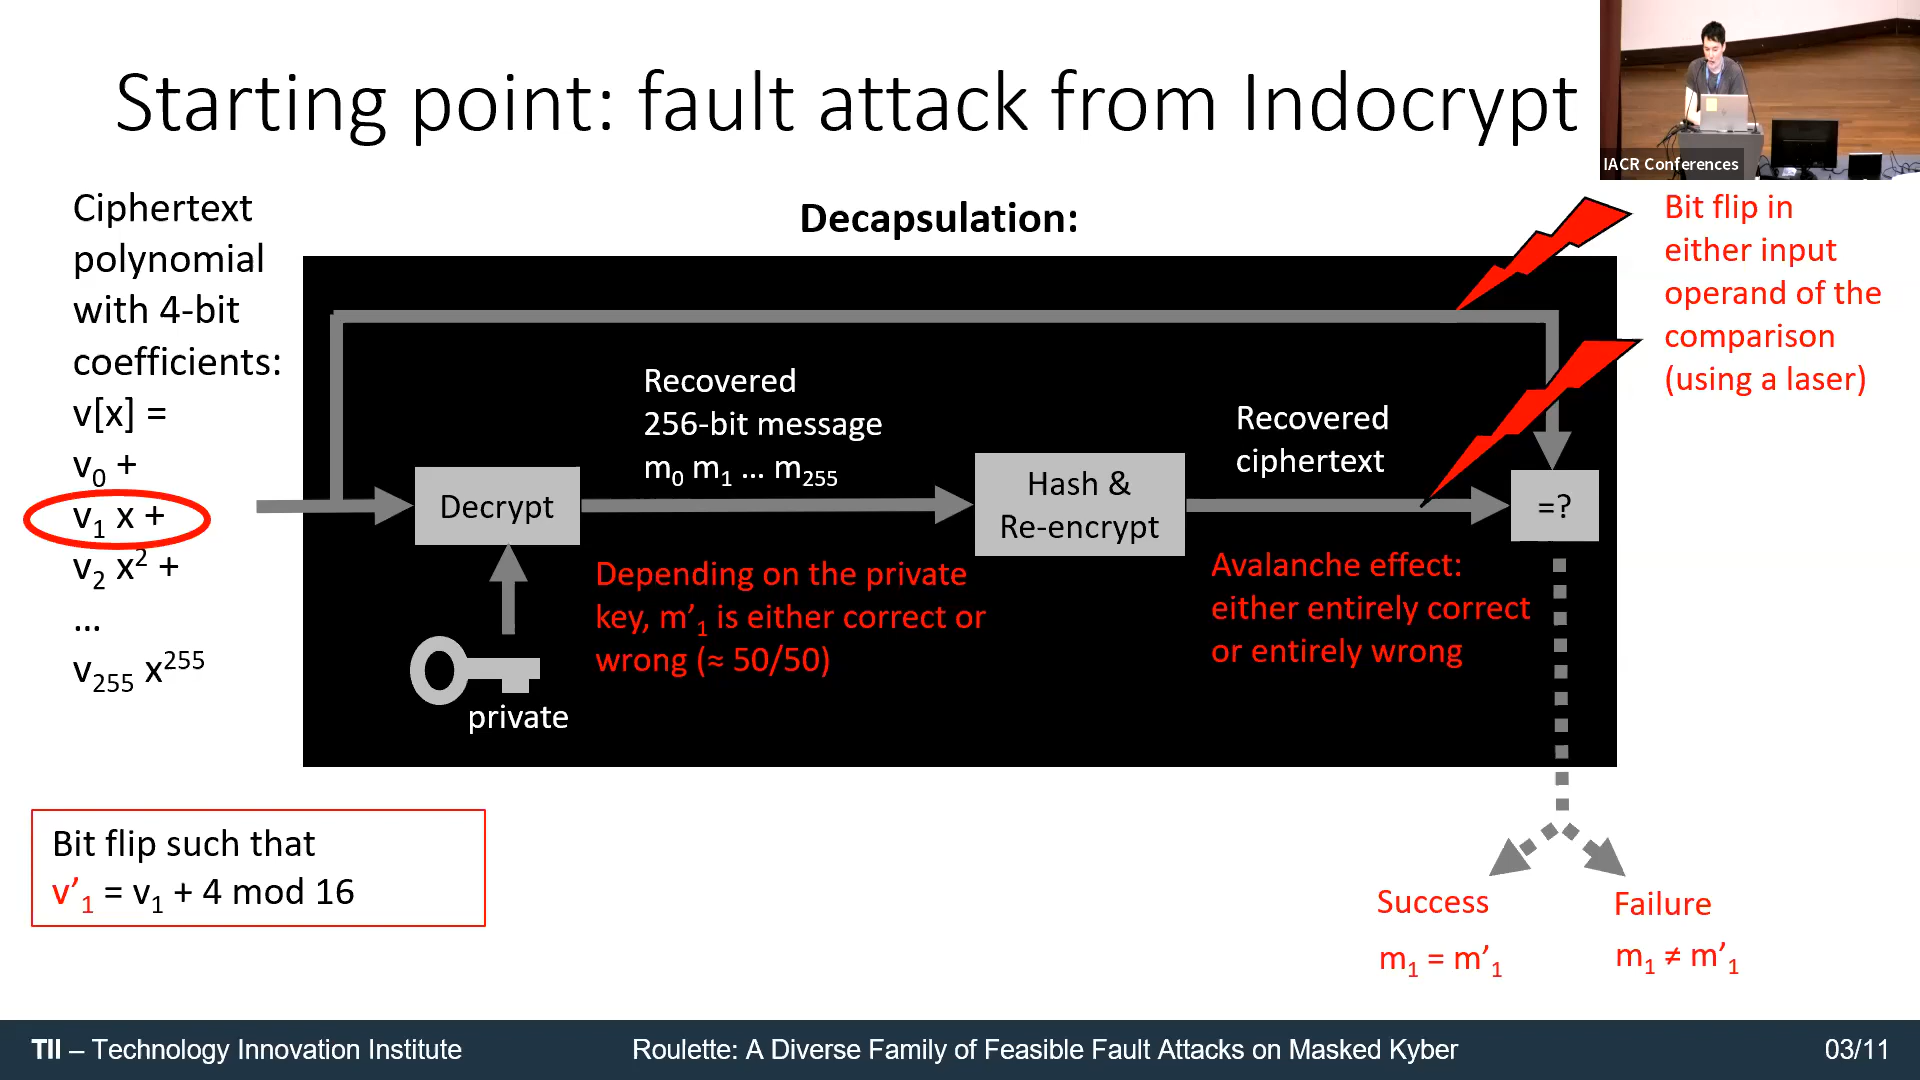 Starting point: fault attack from Indocrypt
IACR Conferences
Ciphertext
polynomial
with 4-bit
coefficients:
v[x] =
v₀ +
v₁ x +
v₂ x² +
...
v₂₅₅ x²⁵⁵
Decapsulation:
Recovered
256-bit message
m₀ m₁ ... m₂₅₅
Decrypt
private
Depending on the private
key, m’₁ is either correct or
wrong (≈ 50/50)
Hash &
Re-encrypt
Recovered
ciphertext
=?
Avalanche effect:
either entirely correct
or entirely wrong
Bit flip in
either input
operand of the
comparison
(using a laser)
Bit flip such that
v’₁ = v₁ + 4 mod 16
Success
m₁ = m’₁
Failure
m₁ ≠ m’₁
TII – Technology Innovation Institute
Roulette: A Diverse Family of Feasible Fault Attacks on Masked Kyber
03/11